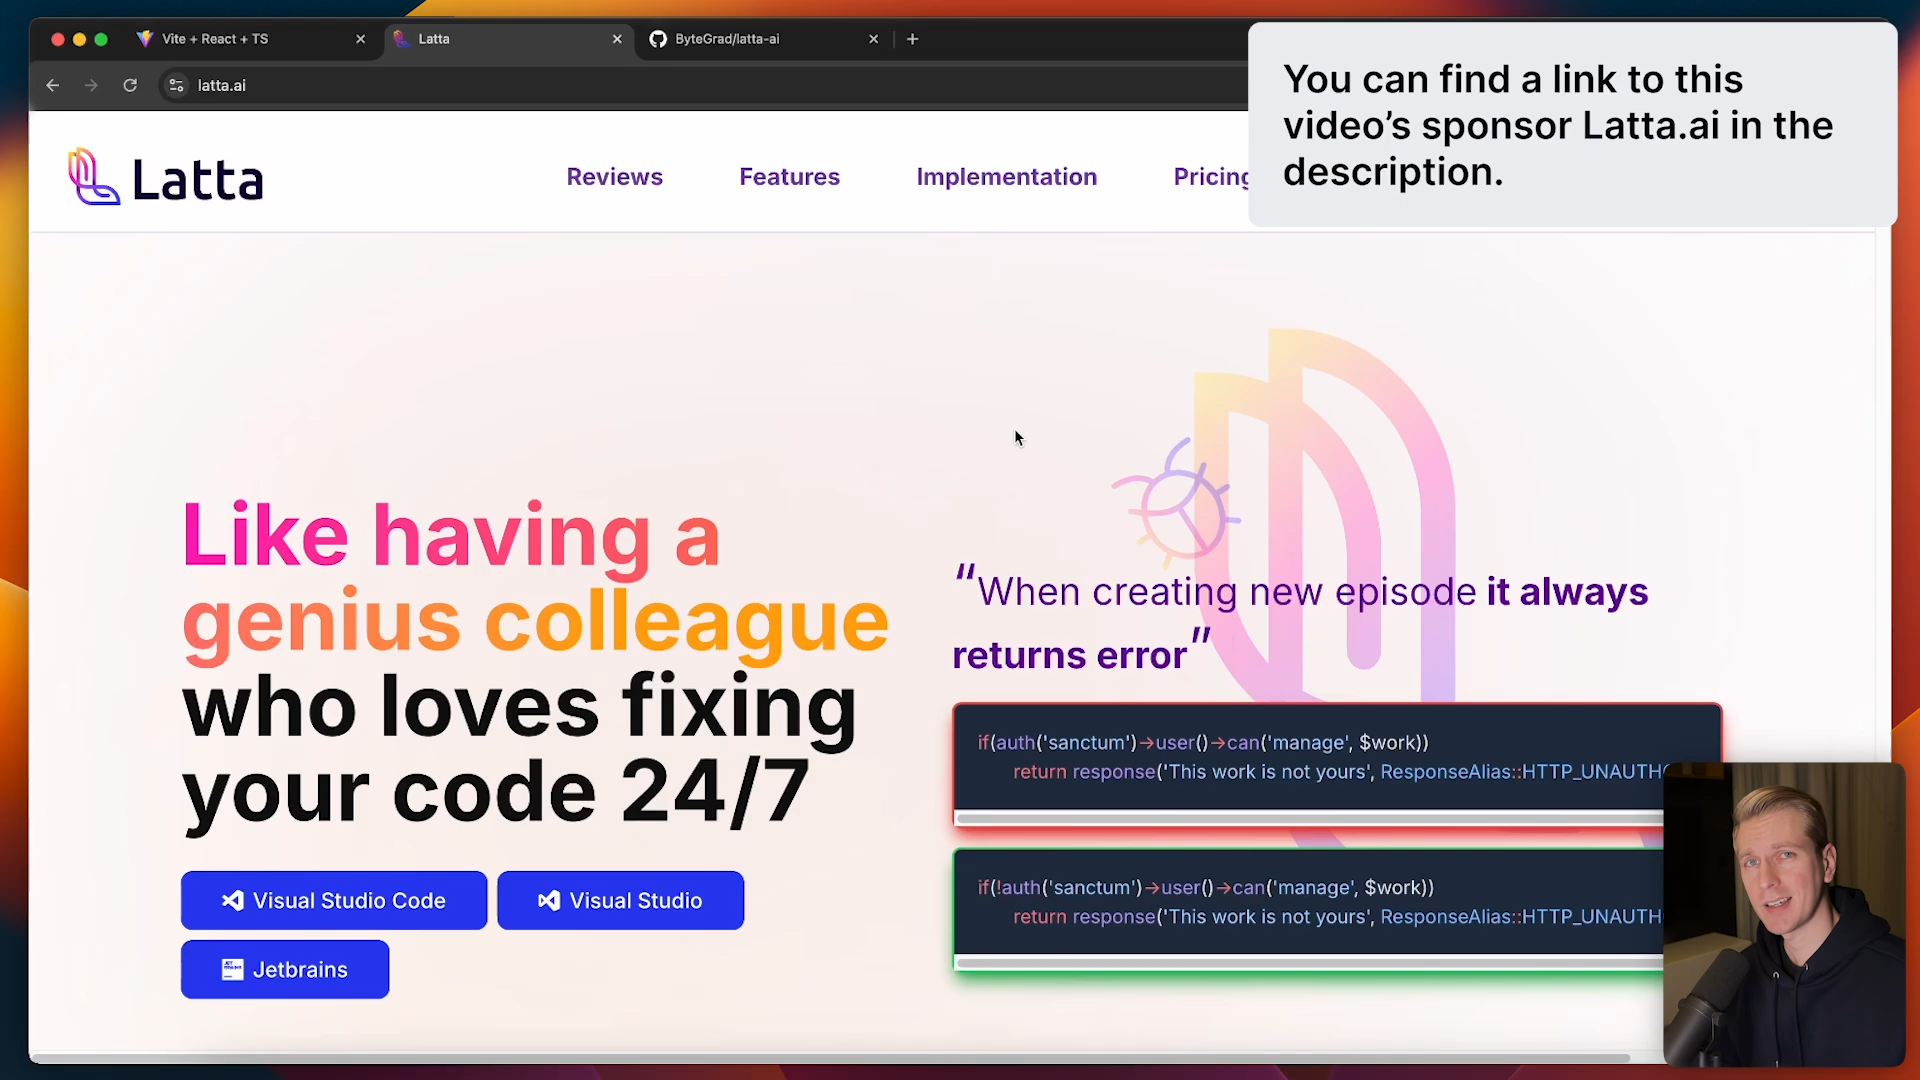 Vite + React + TS
Latta
ByteGrad/latta-ai
latta.ai
You can find a link to this
video's sponsor Latta.ai in the
description.
Latta
Reviews
Features
Implementation
Pricing
Like having a
genius colleague
who loves fixing
your code 24/7
Visual Studio Code
Visual Studio
Jetbrains
“When creating new episode it always
returns error”
if(auth('sanctum')→user()→can('manage', $work))
return response('This work is not yours', ResponseAlias::HTTP_UNAUTH
if(!auth('sanctum')→user()→can('manage', $work))
return response('This work is not yours', ResponseAlias::HTTP_UNAUTH